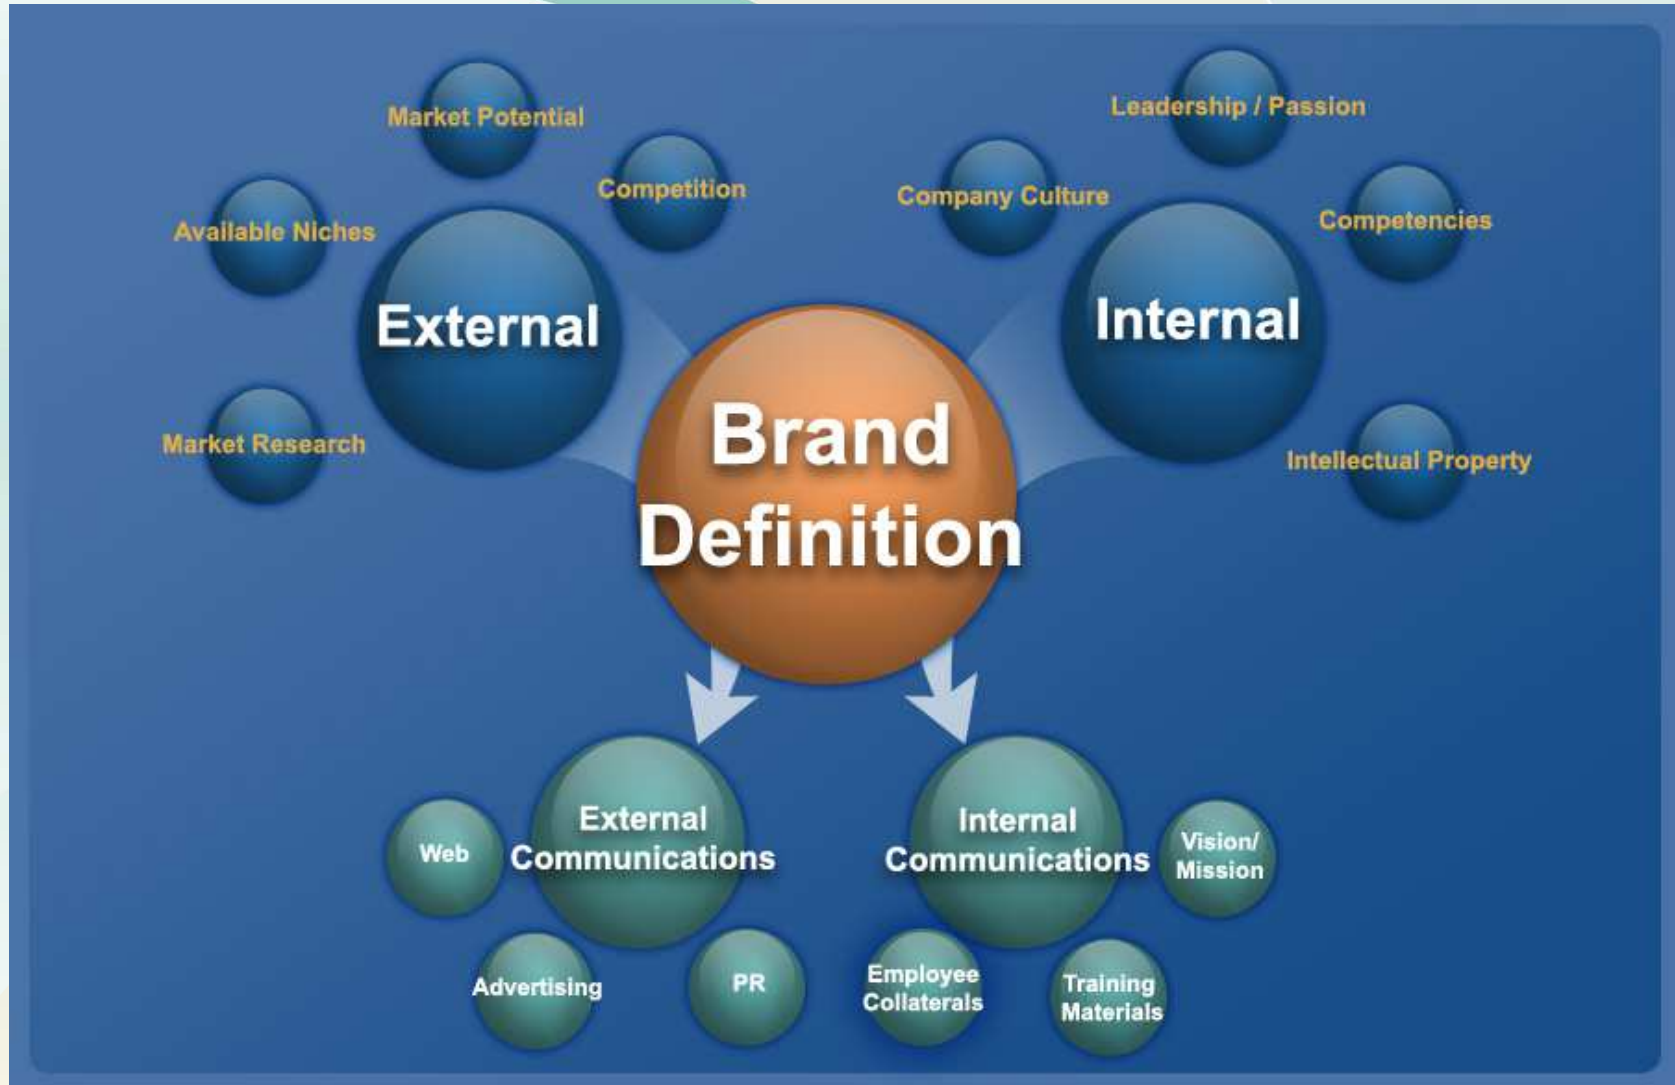 Market Potential
Competition
Available Niches
External
Market Research
Leadership / Passion
Company Culture
Competencies
Internal
Intellectual Property
Brand
Definition
External
Communications
Web
Advertising
PR
Internal
Communications
Vision/
Mission
Employee
Collaterals
Training
Materials